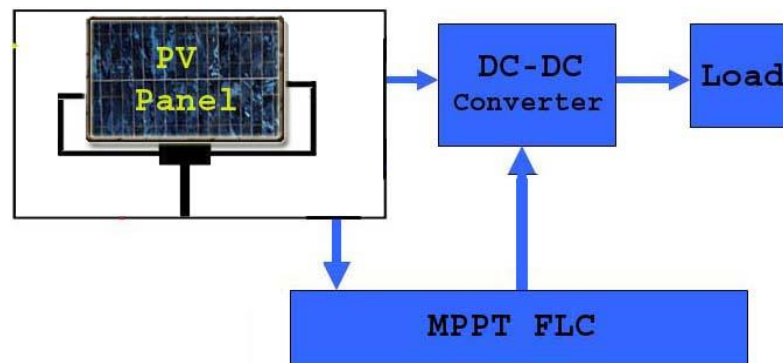 PV
Panel
DC-DC
Converter
Load
MPPT FLC